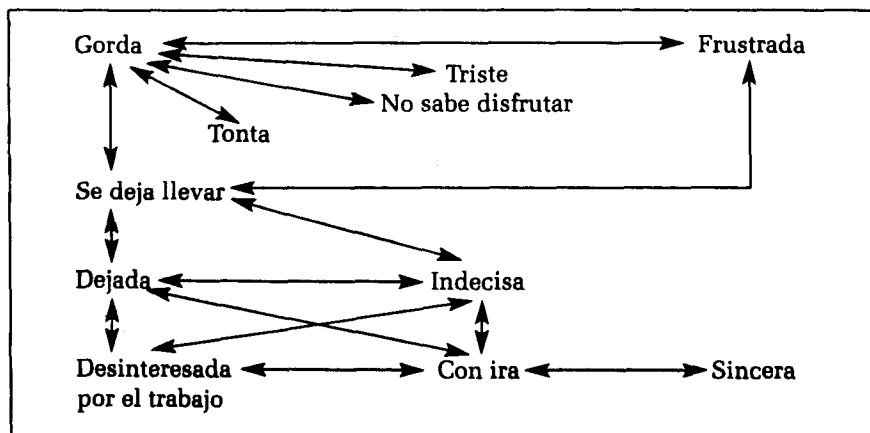 Gorda
Frustrada
Triste
No sabe disfrutar
Tonta
Se deja llevar
Dejada
Indecisa
Desinteresada
por el trabajo
Con ira
Sincera